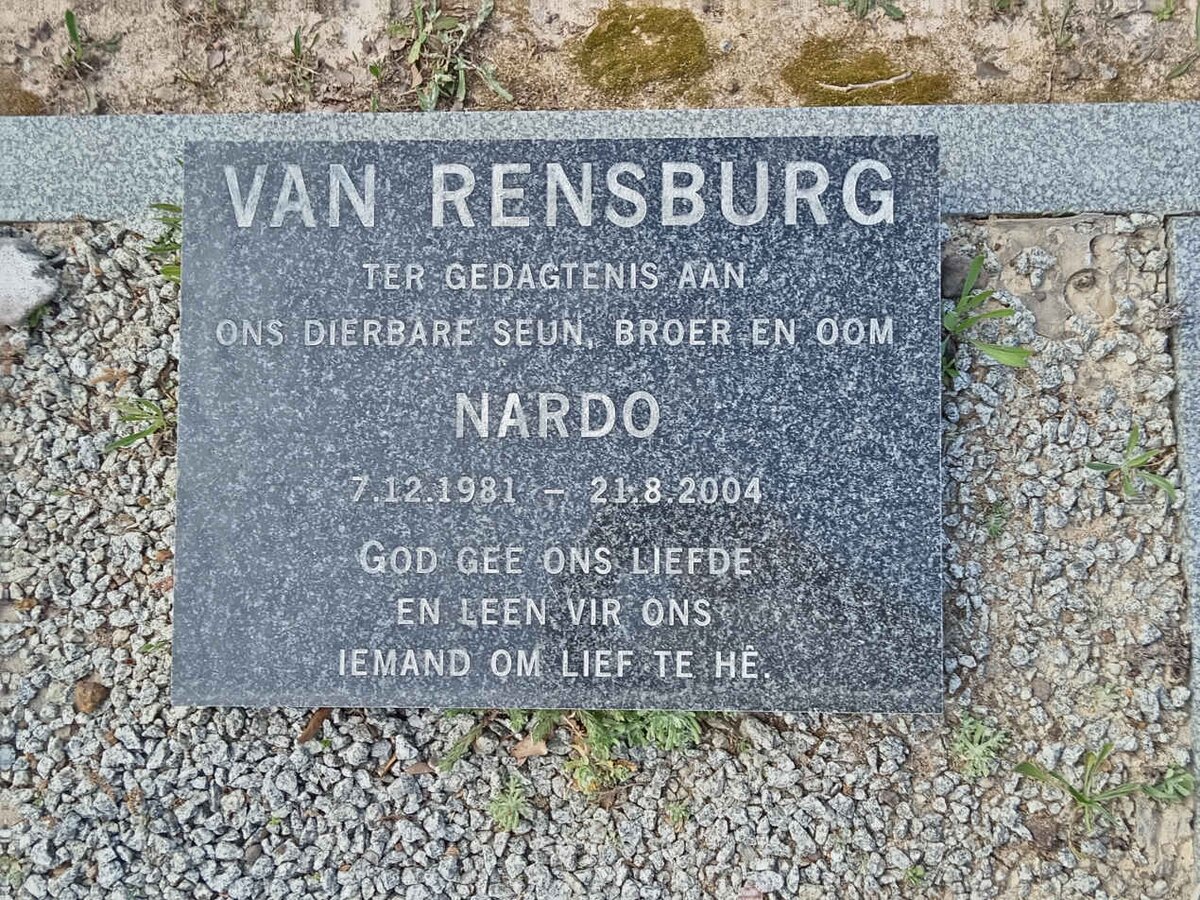 VAN RENSBURG
TER GEDAGTENIS AAN
ONS DIERBARE SEUN, BROER EN OOM
NARDO
7.12.1981 – 21.8.2004
GOD GEE ONS LIEFDE
EN LEEN VIR ONS
IEMAND OM LIEF TE HÊ.